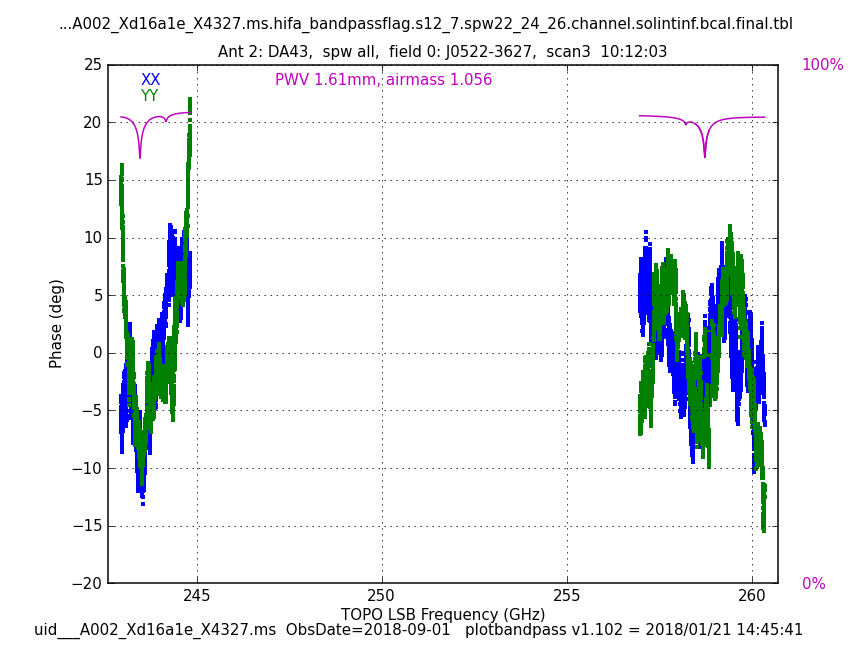 ...A002_Xd16a1e_X4327.ms.hifa_bandpassflag.s12_7.spw22_24_26.channel.solintinf.bcal.final.tbl
Ant 2: DA43,  spw all,  field 0: J0522-3627,  scan3  10:12:03
25
20
15
10
5
0
−5
−10
−15
−20
Phase (deg)
XX
YY
PWV 1.61mm, airmass 1.056
100%
0%
245
250
255
260
TOPO LSB Frequency (GHz)
uid___A002_Xd16a1e_X4327.ms  ObsDate=2018-09-01   plotbandpass v1.102 = 2018/01/21 14:45:41